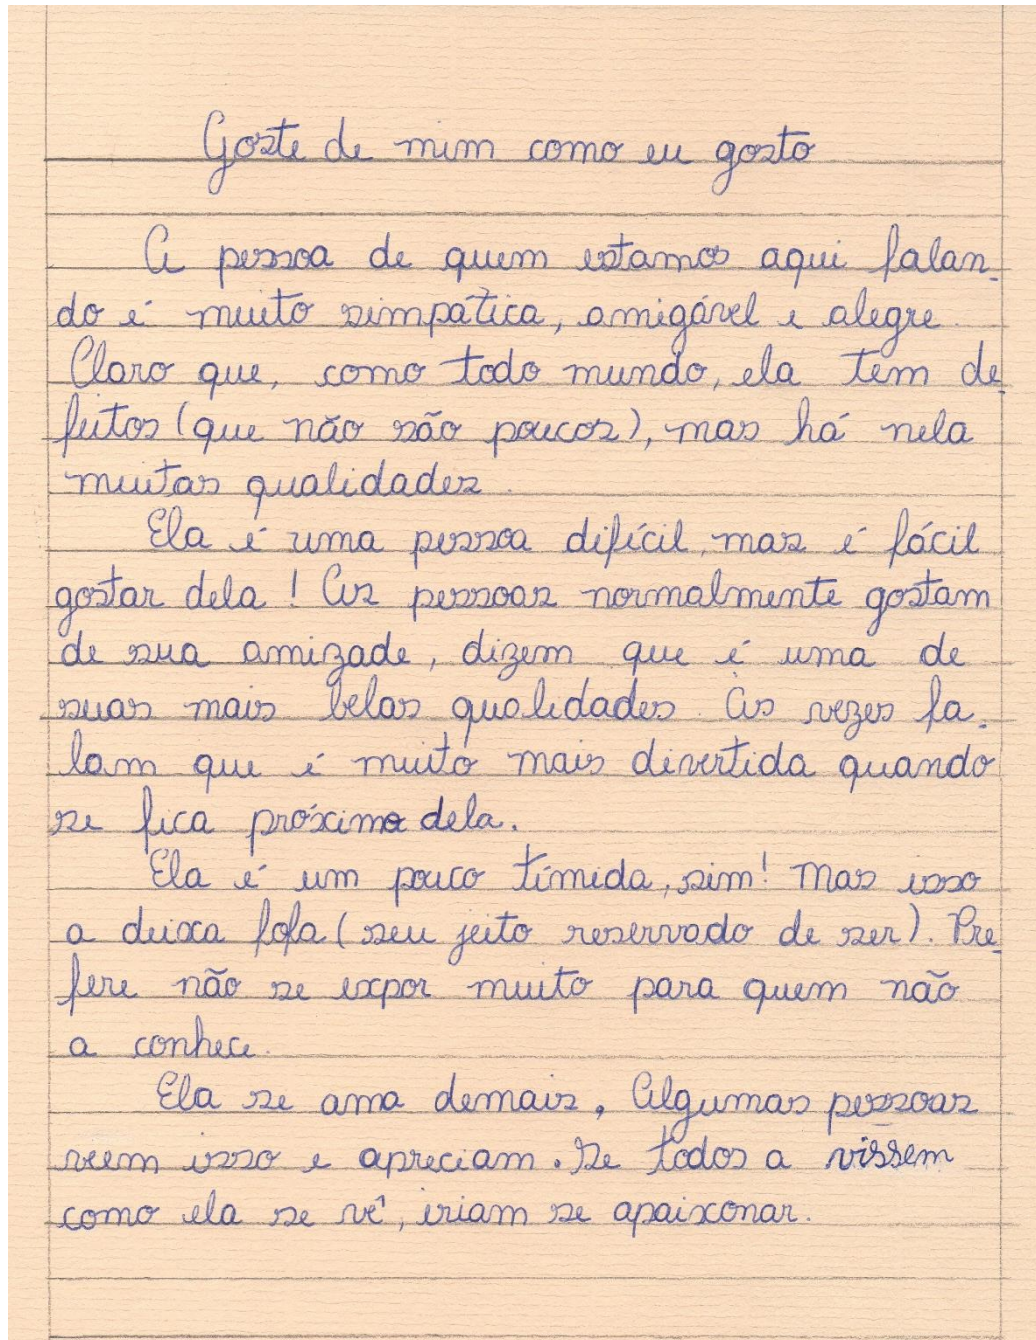 Goste de mim como eu gosto
A pessoa de quem estamos aqui falan-
do é muito simpática, amigável e alegre.
Claro que, como todo mundo, ela tem de
feitos (que não são poucos), mas há nela
muitas qualidades.
Ela é uma pessoa difícil, mas é fácil
gostar dela! As pessoas normalmente gostam
de sua amizade, dizem que é uma de
suas mais belas qualidades. As vezes fa-
lam que é muito mais divertida quando
se fica próximo dela.
Ela é um pouco tímida, sim! Mas isso
a deixa fofa (seu jeito reservado de ser). Pre-
fere não se expor muito para quem não
a conhece.
Ela se ama demais, Algumas pessoas
veem isso e apreciam. Se todos a vissem
como ela se vê, iriam se apaixonar.